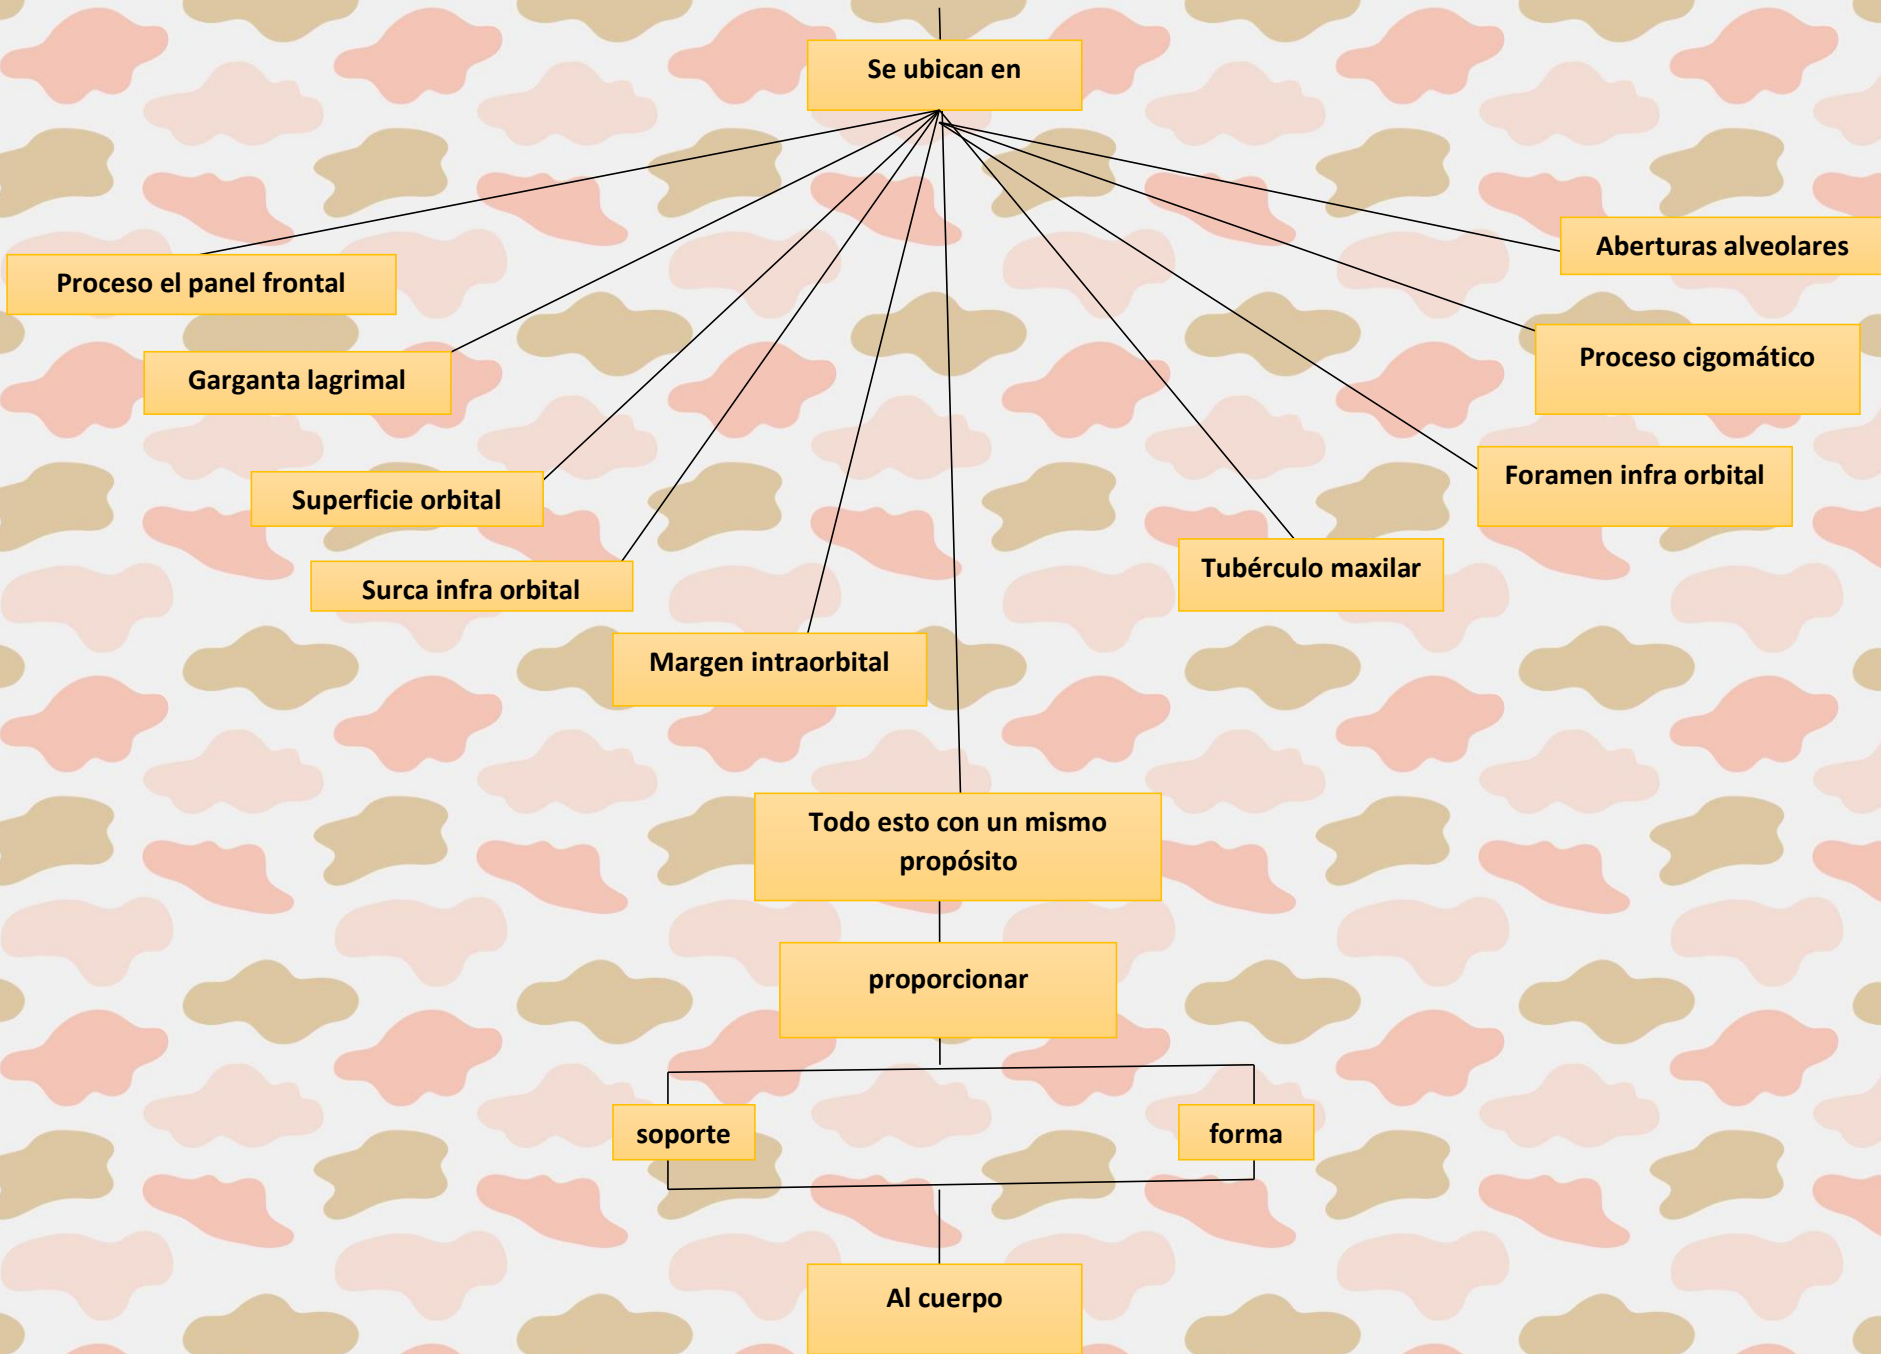 Se ubican en
Proceso el panel frontal
Garganta lagrimal
Superficie orbital
Surca infra orbital
Margen intraorbital
Aberturas alveolares
Proceso cigomático
Foramen infra orbital
Tubérculo maxilar
Todo esto con un mismo
propósito
proporcionar
soporte
forma
Al cuerpo